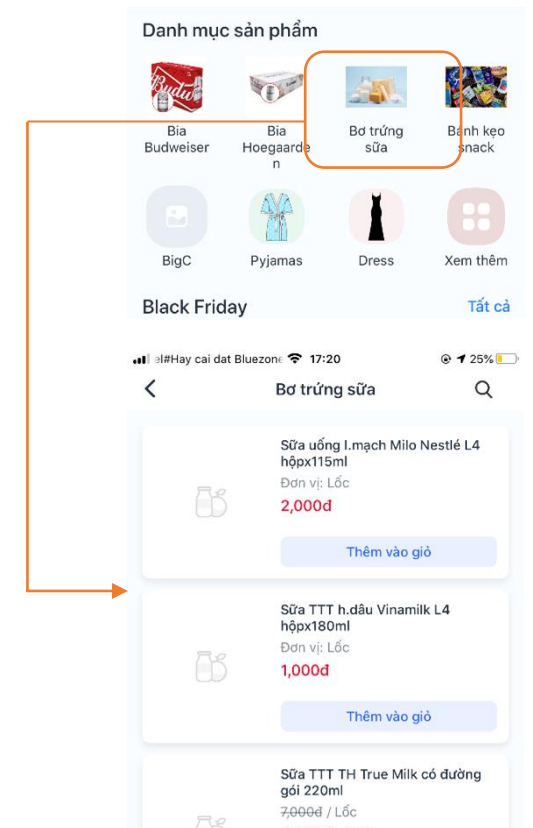 Danh mục sản phẩm
Bia
Budweiser
Bia
Hoegaarde
n
Bơ trứng
sữa
Bánh kẹo
snack
BigC
Pyjamas
Dress
Xem thêm
Black Friday
Tất cả
el#Hay cai dat Bluezone 17:20 25%
Bơ trứng sữa
Sữa uống l.mạch Milo Nestlé L4
hộpx115ml
Đơn vị: Lốc
2,000đ
Thêm vào giỏ
Sữa TTT h.dâu Vinamilk L4
hộpx180ml
Đơn vị: Lốc
1,000đ
Thêm vào giỏ
Sữa TTT TH True Milk có đường
gói 220ml
7,000đ / Lốc